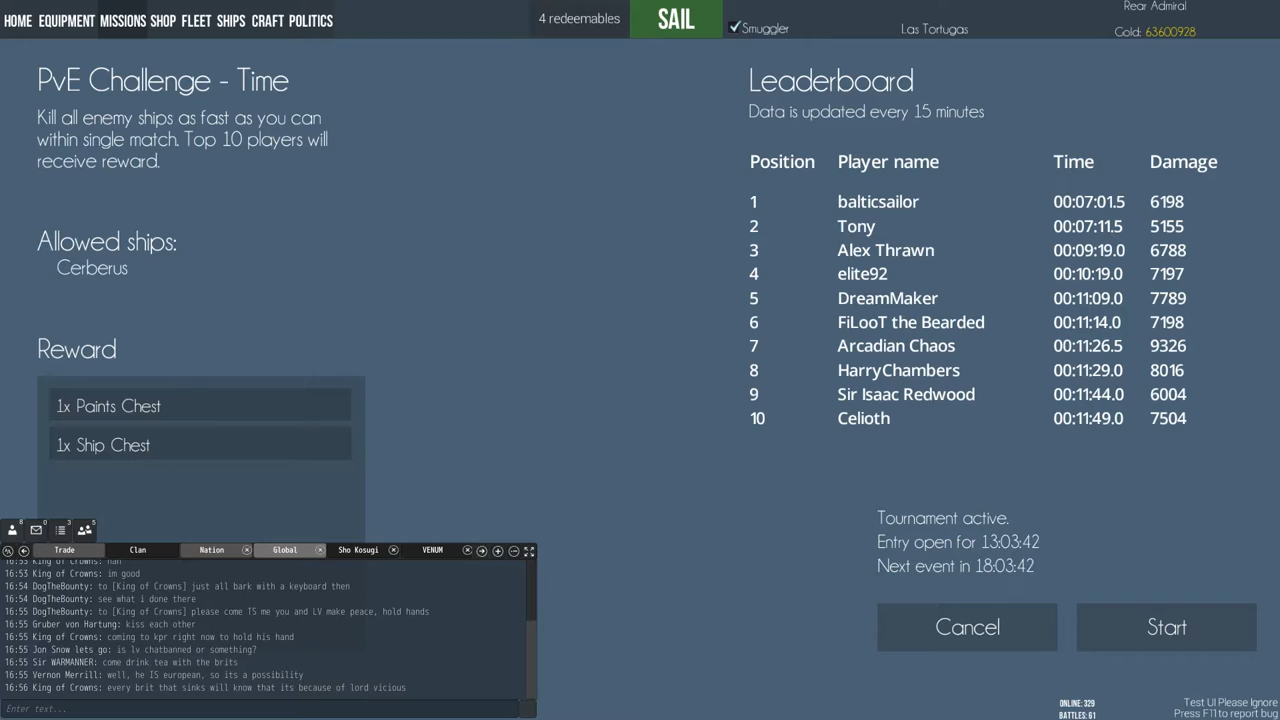 HOME EQUIPMENT MISSIONS SHOP FLEET SHIPS CRAFT POLITICS
4 redeemables
SAIL
Smuggler
Las Tortugas
Rear Admiral
Gold: 63600928
PvE Challenge - Time
Kill all enemy ships as fast as you can
within single match. Top 10 players will
receive reward.
Allowed ships:
Cerberus
Reward
1x Paints Chest
1x Ship Chest
Leaderboard
Data is updated every 15 minutes
Position Player name Time Damage
1 balticsailor 00:07:01.5 6198
2 Tony 00:07:11.5 5155
3 Alex Thrawn 00:09:19.0 6788
4 elite92 00:10:19.0 7197
5 DreamMaker 00:11:09.0 7789
6 FiLooT the Bearded 00:11:14.0 7198
7 Arcadian Chaos 00:11:26.5 9326
8 HarryChambers 00:11:29.0 8016
9 Sir Isaac Redwood 00:11:44.0 6004
10 Celioth 00:11:49.0 7504
Tournament active.
Entry open for 13:03:42
Next event in 18:03:42
Cancel
Start
8 0 3 5
Trade Clan Nation Global Sho Kosugi VENUM
16:53 King of Crowns: nah
16:53 King of Crowns: im good
16:54 DogTheBounty: to [King of Crowns] just all bark with a keyboard then
16:54 DogTheBounty: see what i done there
16:55 DogTheBounty: to [King of Crowns] please come TS me you and LV make peace, hold hands
16:55 Gruber von Hartung: kiss each other
16:55 King of Crowns: coming to kpr right now to hold his hand
16:55 Jon Snow lets go: is lv chatbanned or something?
16:55 Sir WARMANNER: come drink tea with the brits
16:55 Vernon Merrill: well, he IS european, so its a possibility
16:56 King of Crowns: every brit that sinks will know that its because of lord vicious
Enter text...
ONLINE: 329
BATTLES: 61
Test UI Please Ignore
Press F11 to report bug